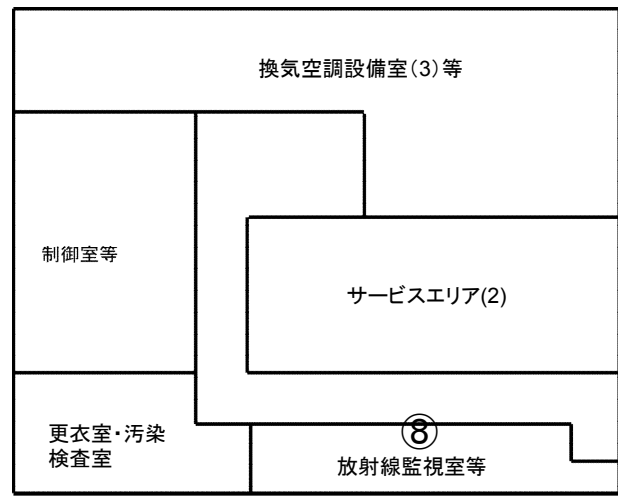 換気空調設備室（3）等
制御室等
サービスエリア(2)
更衣室・汚染
検査室
⑧
放射線監視室等